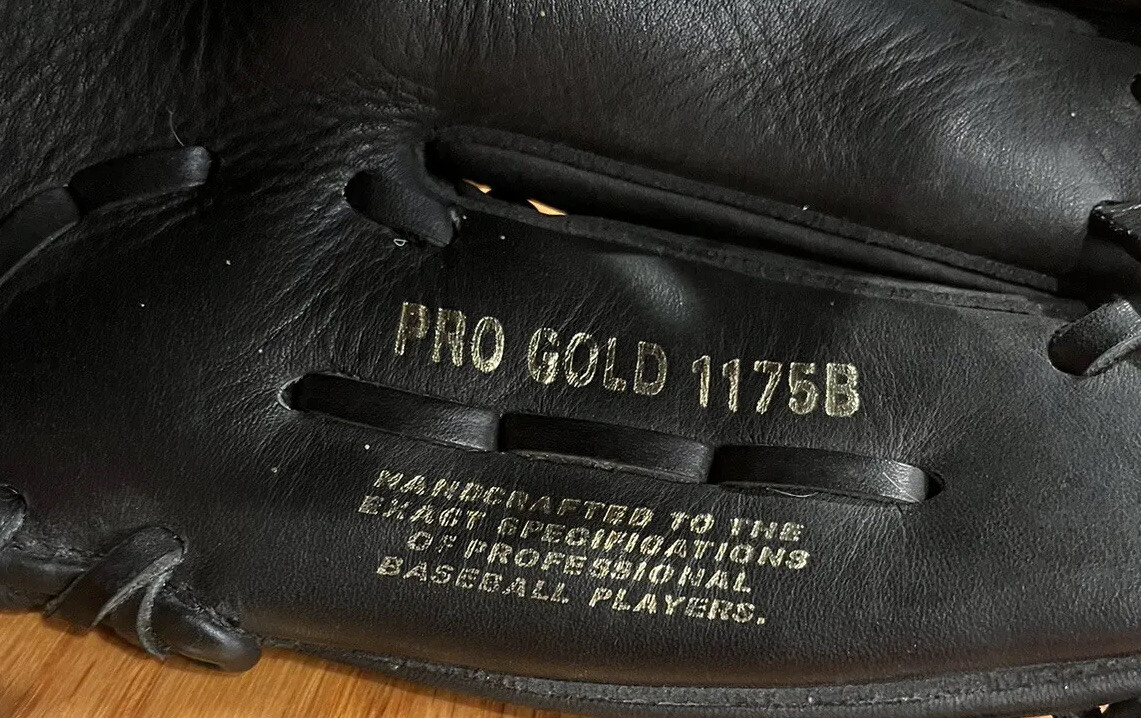 PRO GOLD 1175B
HANDCRAFTED TO THE
EXACT SPECIFICATIONS
OF PROFESSIONAL
BASEBALL PLAYERS.